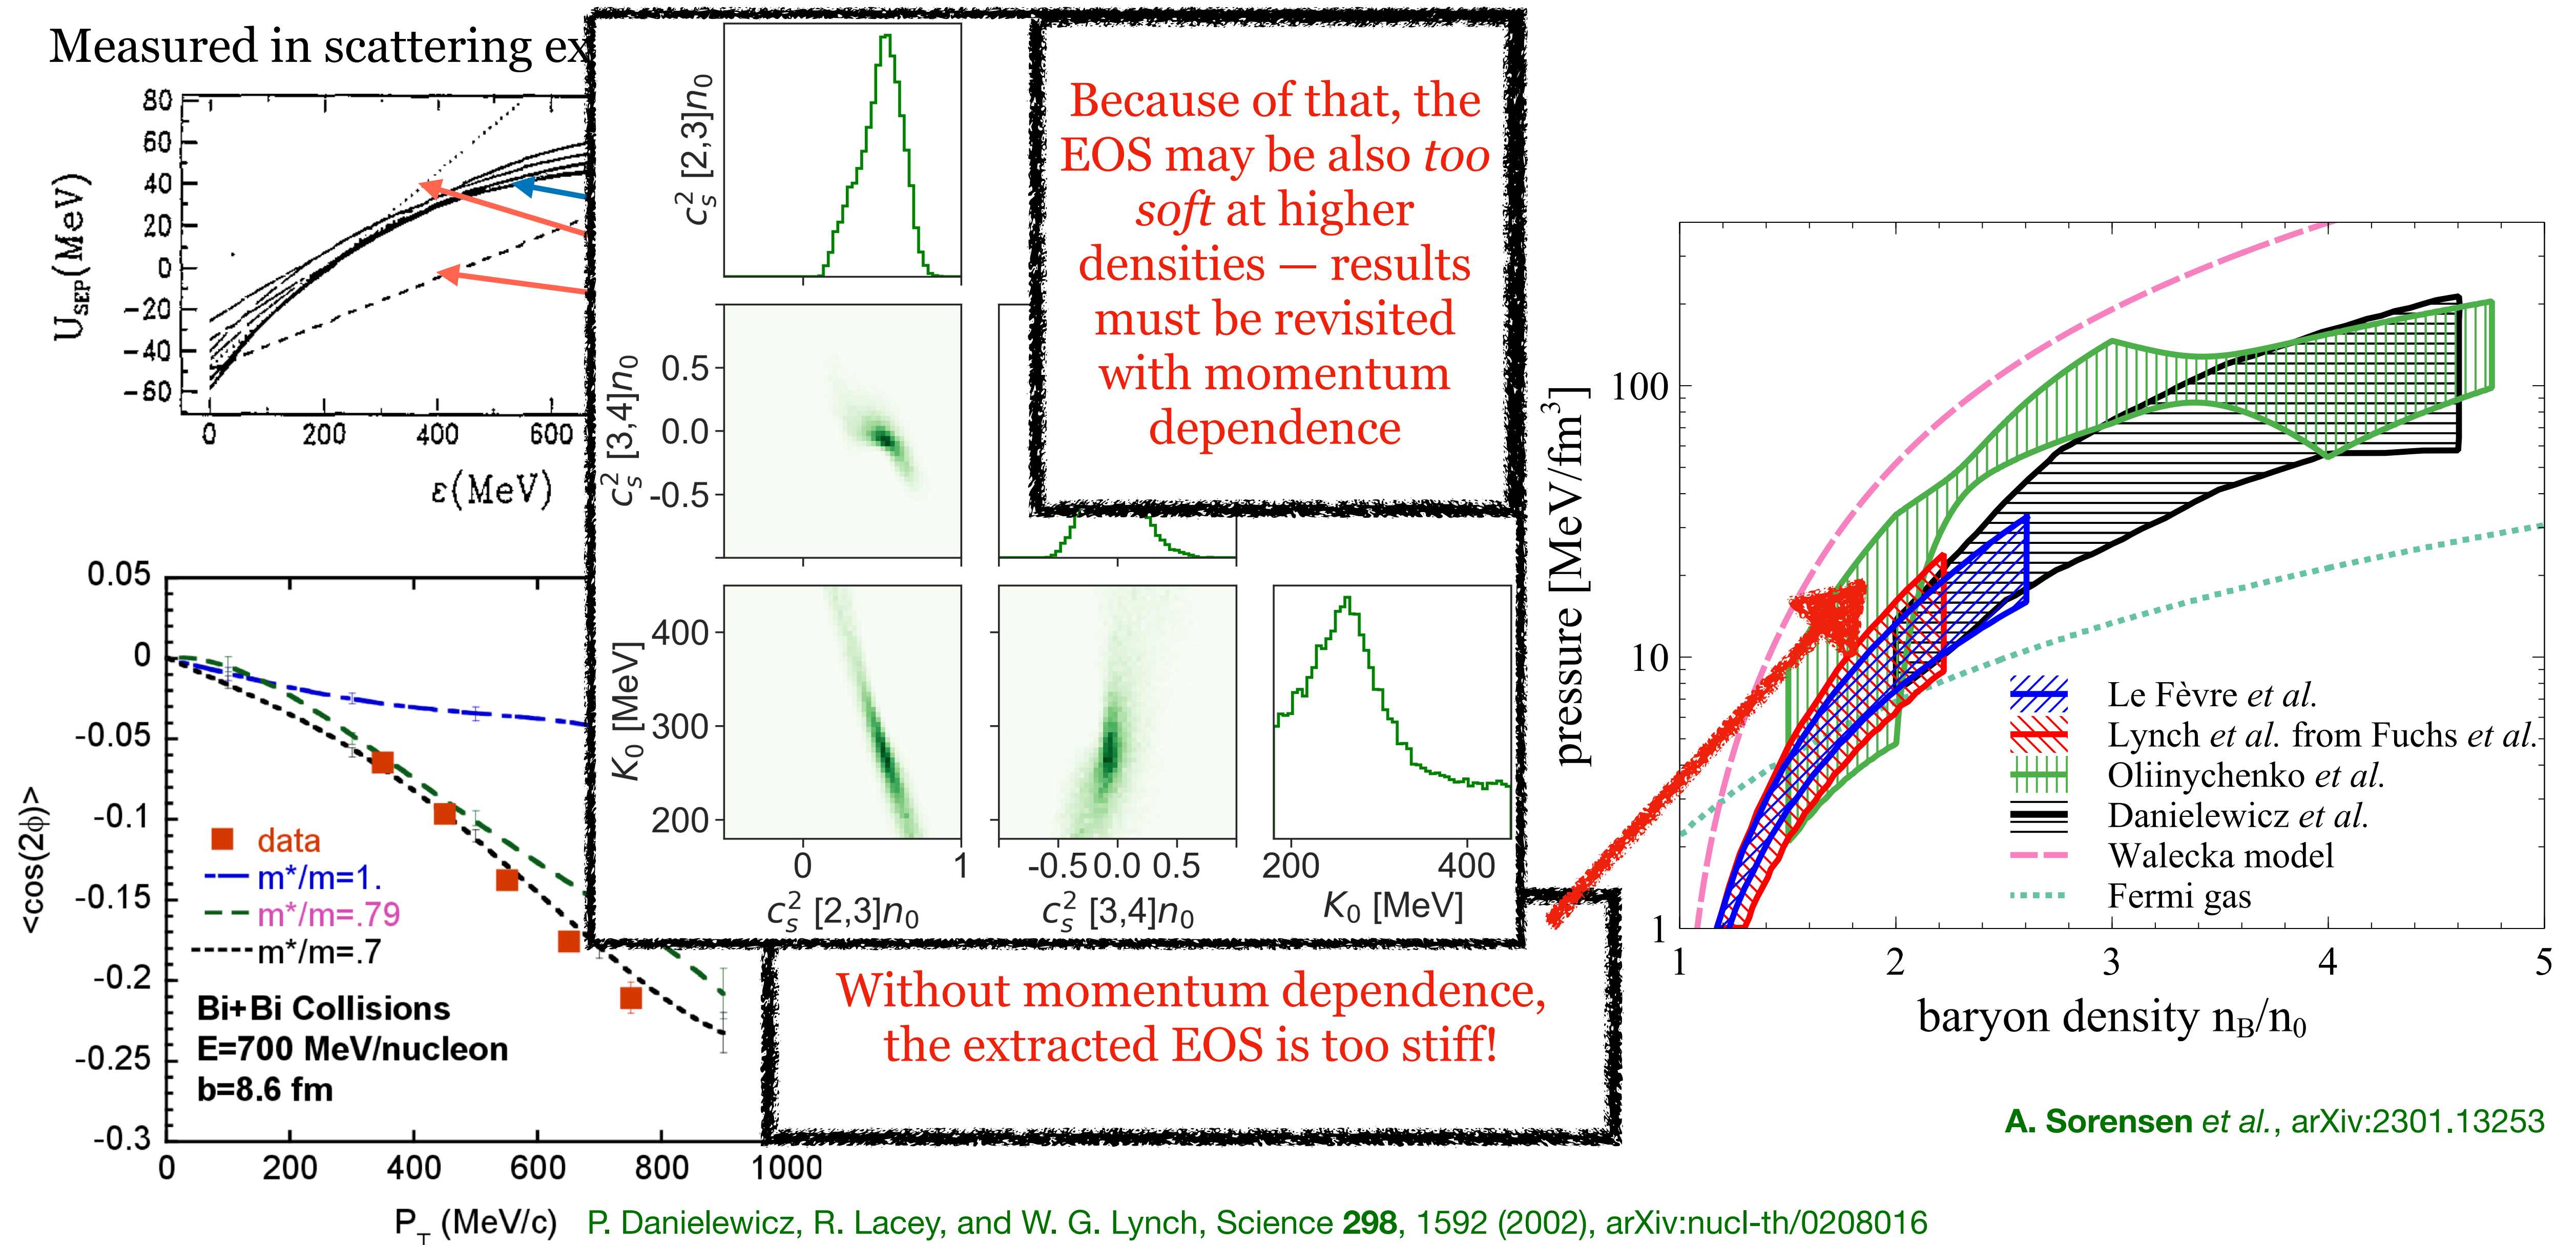 Measured in scattering ex
80
60
40
20
0
−20
−40
−60
U_SEP(MeV)
0 200 400 600
ε(MeV)
0.05
0
-0.05
-0.1
-0.15
-0.2
-0.25
-0.3
<cos(2ϕ)>
data
m*/m=1.
m*/m=.79
m*/m=.7
Bi+Bi Collisions
E=700 MeV/nucleon
b=8.6 fm
0 200 400 600 800 1000
P_T (MeV/c)
c_s^2 [2,3]n_0
c_s^2 [3,4]n_0
0.5
0.0
-0.5
K_0 [MeV]
400
300
200
0 1
c_s^2 [2,3]n_0
-0.5 0.0 0.5
c_s^2 [3,4]n_0
200 400
K_0 [MeV]
Because of that, the
EOS may be also too
soft at higher
densities — results
must be revisited
with momentum
dependence
Without momentum dependence,
the extracted EOS is too stiff!
pressure [MeV/fm^3]
100
10
1
Le Fèvre et al.
Lynch et al. from Fuchs et al.
Oliinychenko et al.
Danielewicz et al.
Walecka model
Fermi gas
1 2 3 4 5
baryon density n_B/n_0
A. Sorensen et al., arXiv:2301.13253
P. Danielewicz, R. Lacey, and W. G. Lynch, Science 298, 1592 (2002), arXiv:nucl-th/0208016